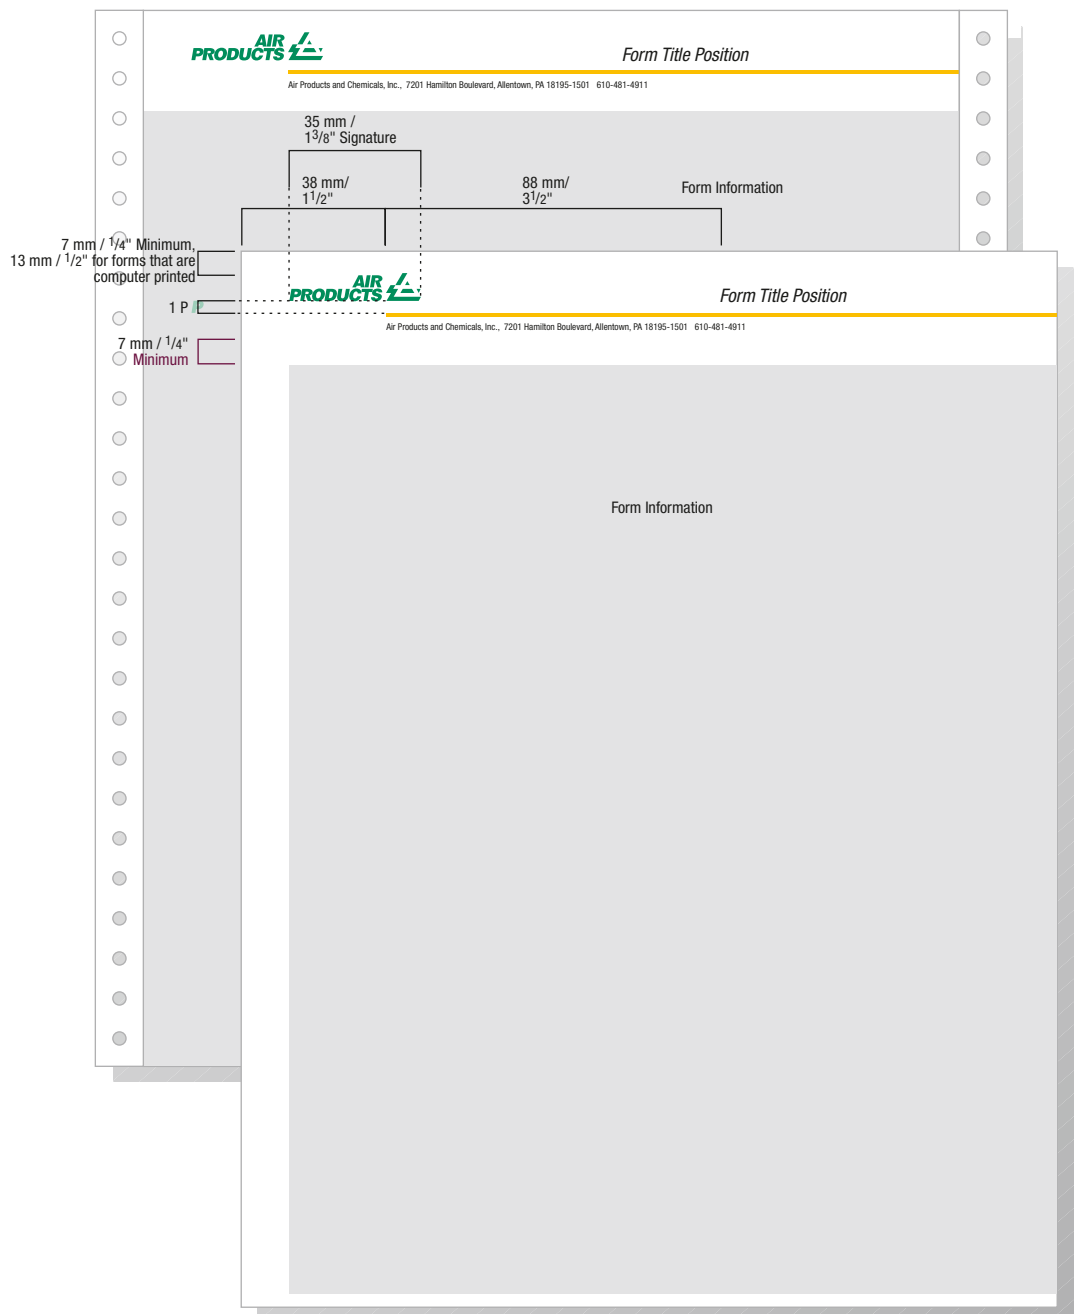 AIR
PRODUCTS
Form Title Position
Air Products and Chemicals, Inc., 7201 Hamilton Boulevard, Allentown, PA 18195-1501 610-481-4911
35 mm /
1 3/8" Signature
38 mm/
1 1/2"
88 mm/
3 1/2"
Form Information
7 mm / 1/4" Minimum,
13 mm / 1/2" for forms that are
computer printed
AIR
PRODUCTS
Form Title Position
1 P P
Air Products and Chemicals, Inc., 7201 Hamilton Boulevard, Allentown, PA 18195-1501 610-481-4911
7 mm / 1/4"
Minimum
Form Information